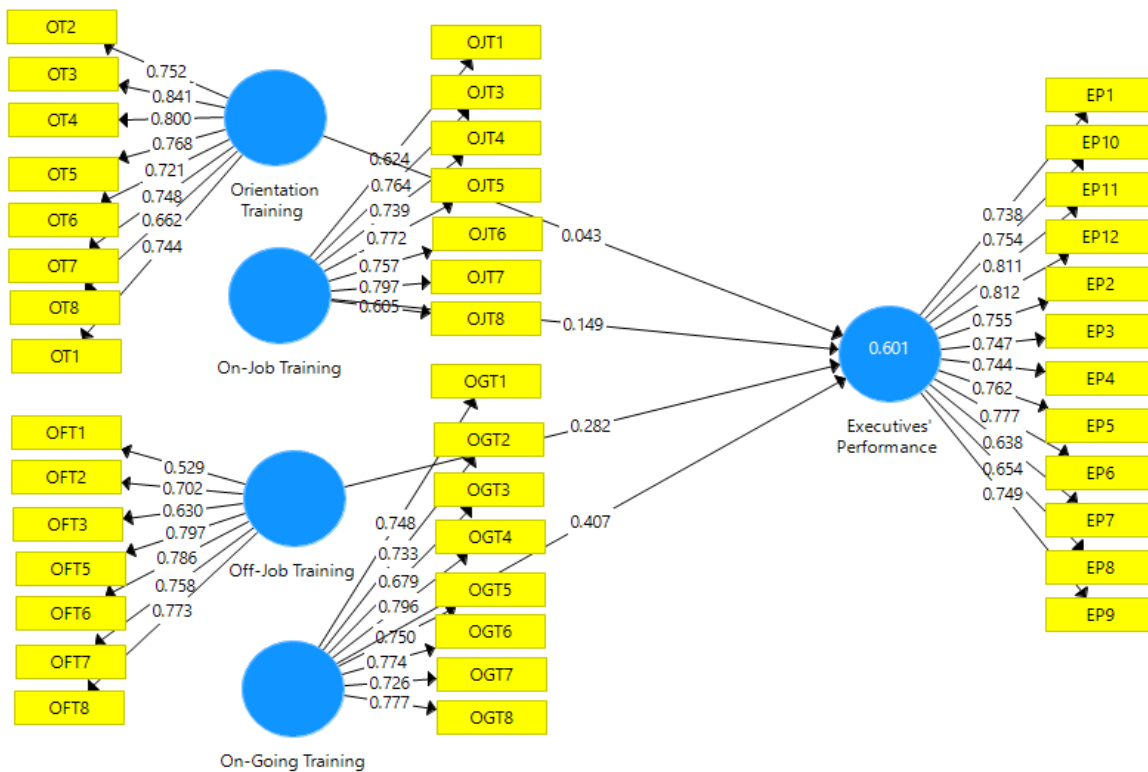 OT2
OT3
OT4
OT5
OT6
OT7
OT8
OT1
0.752
0.841
0.800
0.768
0.721
0.748
0.662
0.744
Orientation
Training
OJT1
OJT3
OJT4
OJT5
OJT6
OJT7
OJT8
0.624
0.764
0.739
0.772
0.757
0.797
0.605
On-Job Training
OFT1
OFT2
OFT3
OFT5
OFT6
OFT7
OFT8
0.529
0.702
0.630
0.797
0.786
0.758
0.773
Off-Job Training
OGT1
OGT2
OGT3
OGT4
OGT5
OGT6
OGT7
OGT8
0.748
0.733
0.679
0.796
0.750
0.774
0.726
0.777
On-Going Training
0.043
0.149
0.282
0.407
0.601
Executives'
Performance
0.738
0.754
0.811
0.812
0.755
0.747
0.744
0.762
0.777
0.638
0.654
0.749
EP1
EP10
EP11
EP12
EP2
EP3
EP4
EP5
EP6
EP7
EP8
EP9